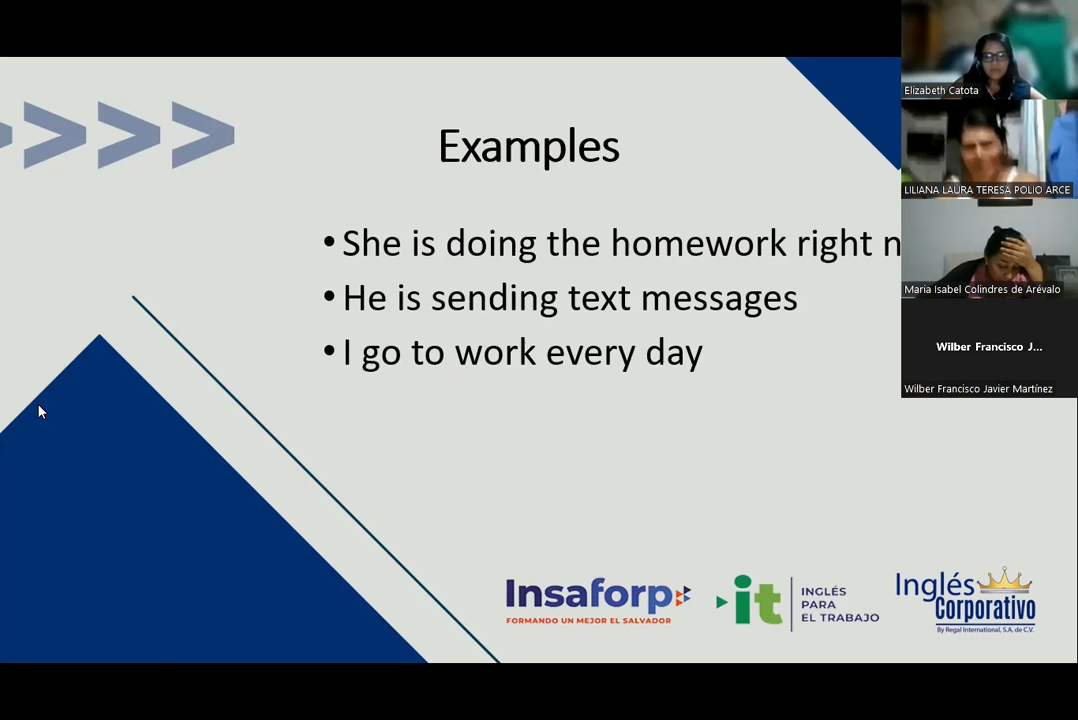 Examples
• She is doing the homework right
• He is sending text messages
• I go to work every day
Elizabeth Catota
LILIANA LAURA TERESA POLIO ARCE
Maria Isabel Colindres de Arévalo
Wilber Francisco J...
Wilber Francisco Javier Martínez
Insaforp
FORMANDO UN MEJOR EL SALVADOR
it
INGLÉS
PARA
EL TRABAJO
Inglés
Corporativo
By Regal International, S.A. de C.V.